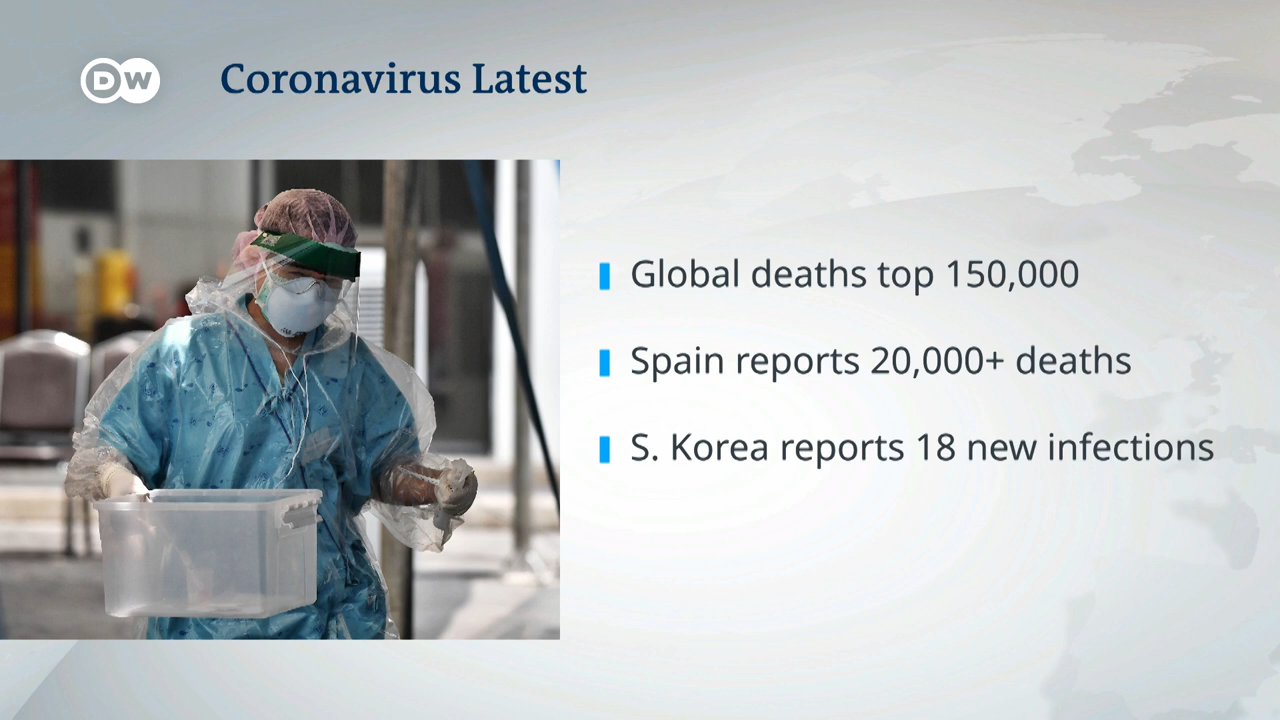 DW
Coronavirus Latest
Global deaths top 150,000
Spain reports 20,000+ deaths
S. Korea reports 18 new infections